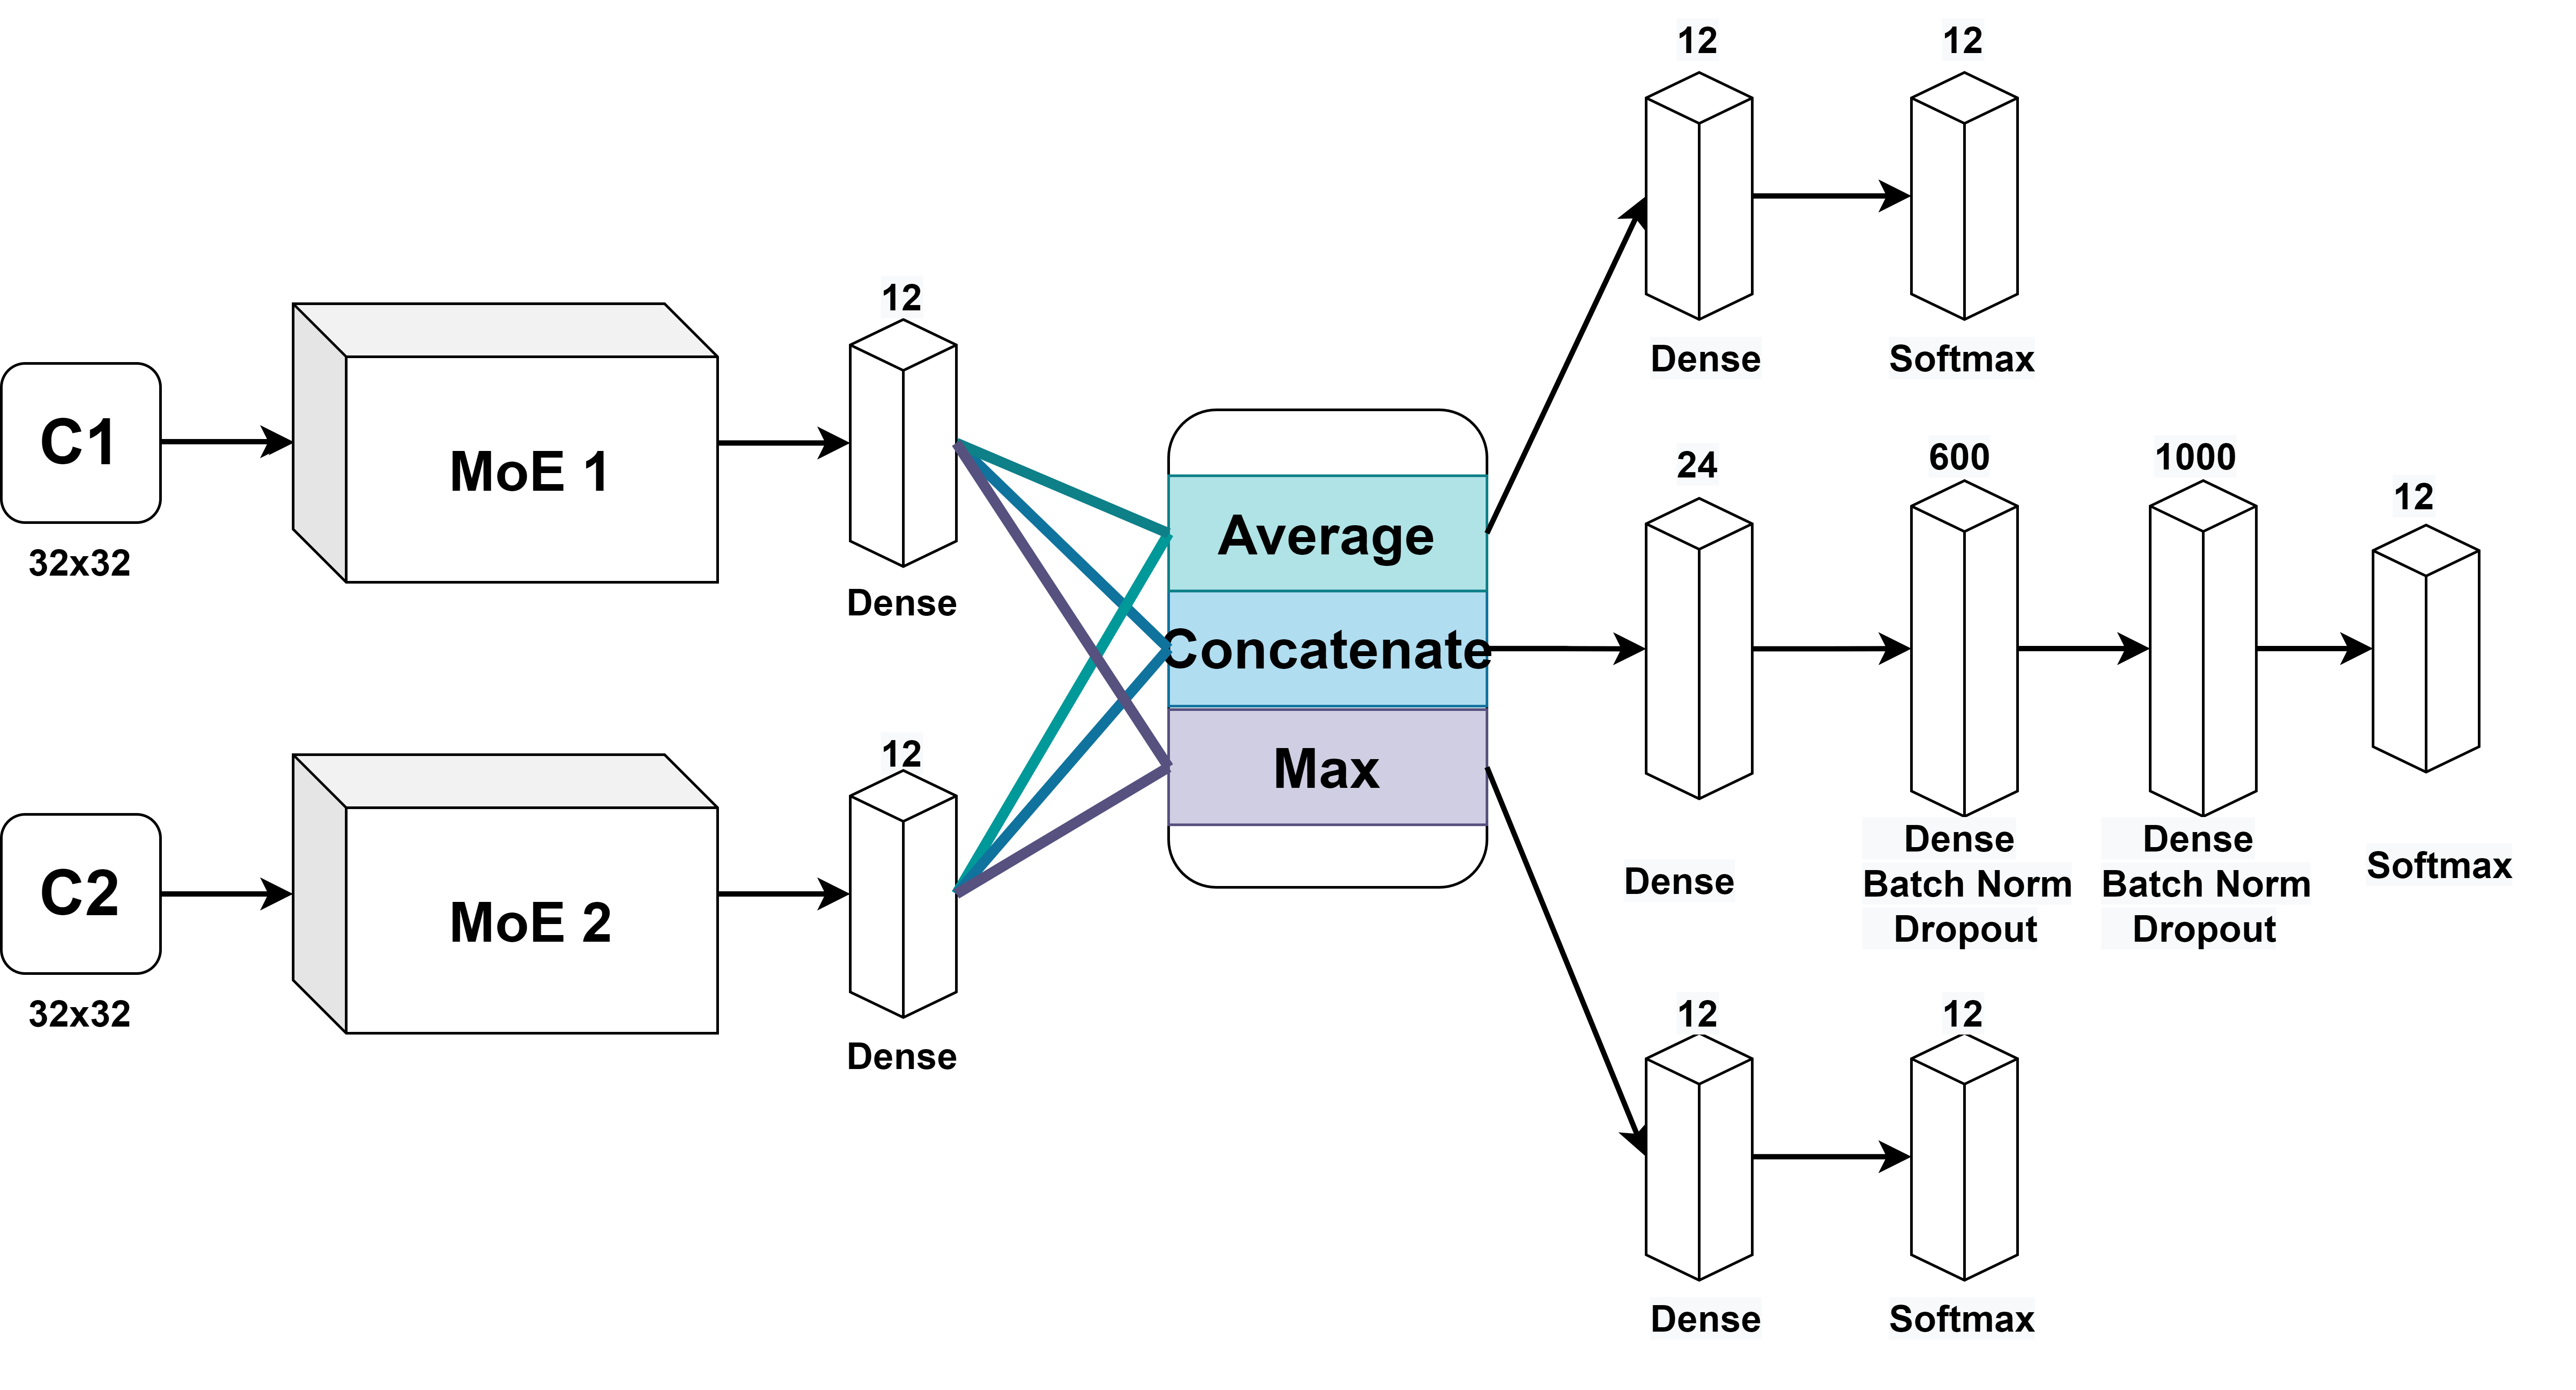 C1
32x32
MoE 1
12
Dense
C2
32x32
MoE 2
12
Dense
Average
Concatenate
Max
12
Dense
12
Softmax
24
Dense
600
Dense
Batch Norm
Dropout
1000
Dense
Batch Norm
Dropout
12
Softmax
12
Dense
12
Softmax